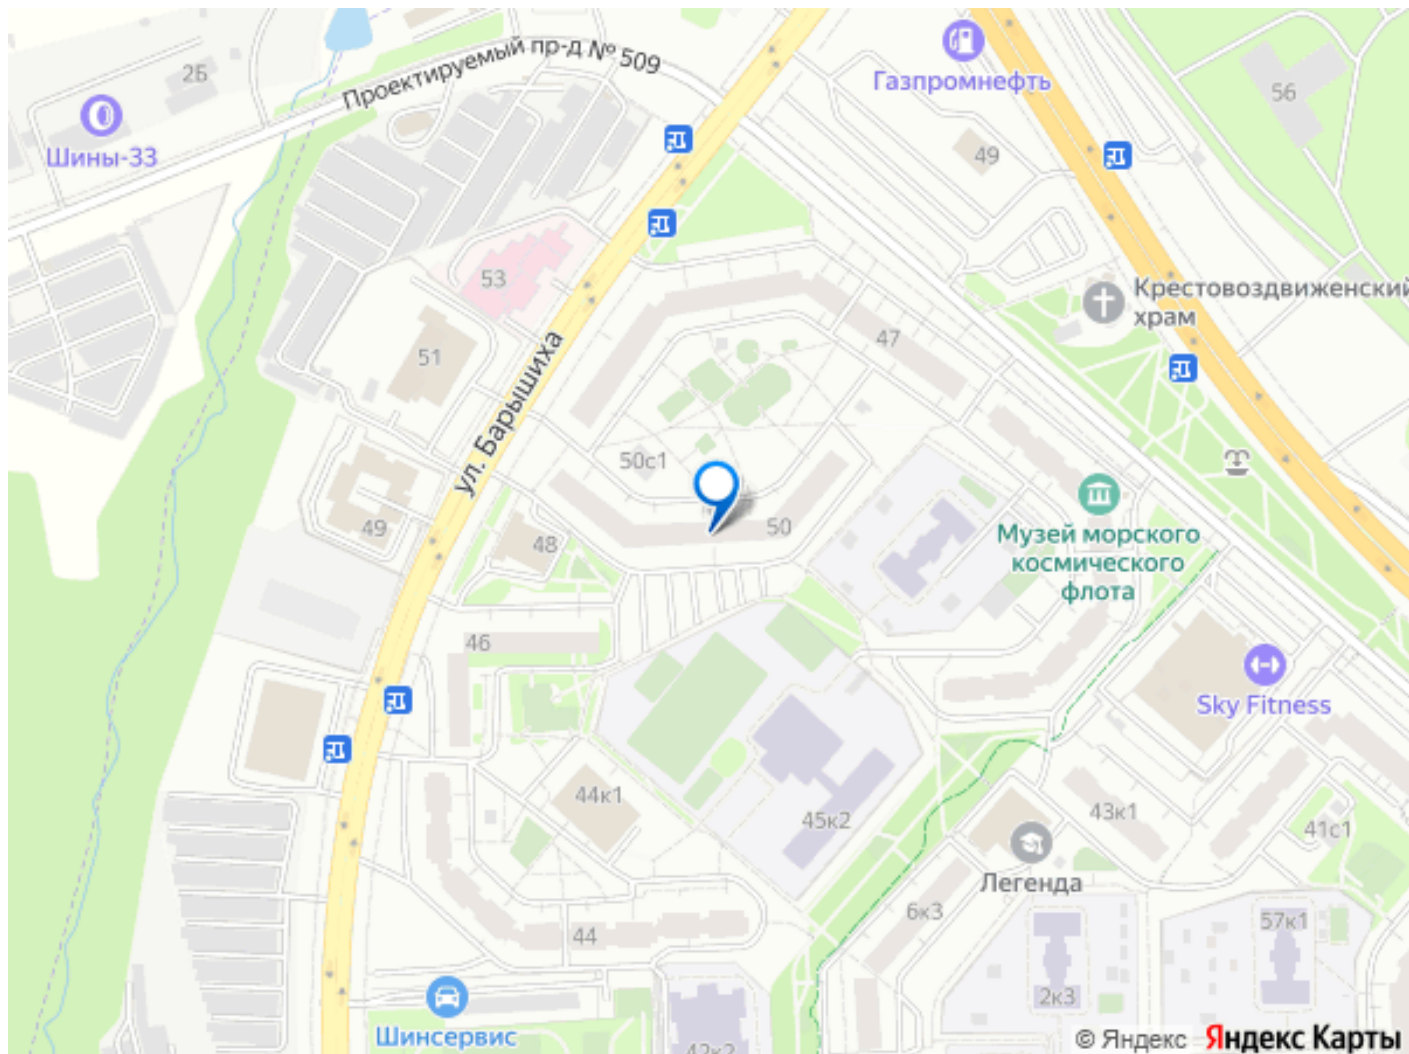 Проектируемый пр-д № 509
2Б
Шины-33
Газпромнефть
56
49
53
Крестовоздвиженский
храм
47
51
ул. Барышиха
50с1
50
49
48
Музей морского
космического
флота
46
Sky Fitness
44к1
45к2
43к1
41с1
Легенда
6к3
57к1
44
2к3
Шинсервис
42к2
© Яндекс Яндекс Карты